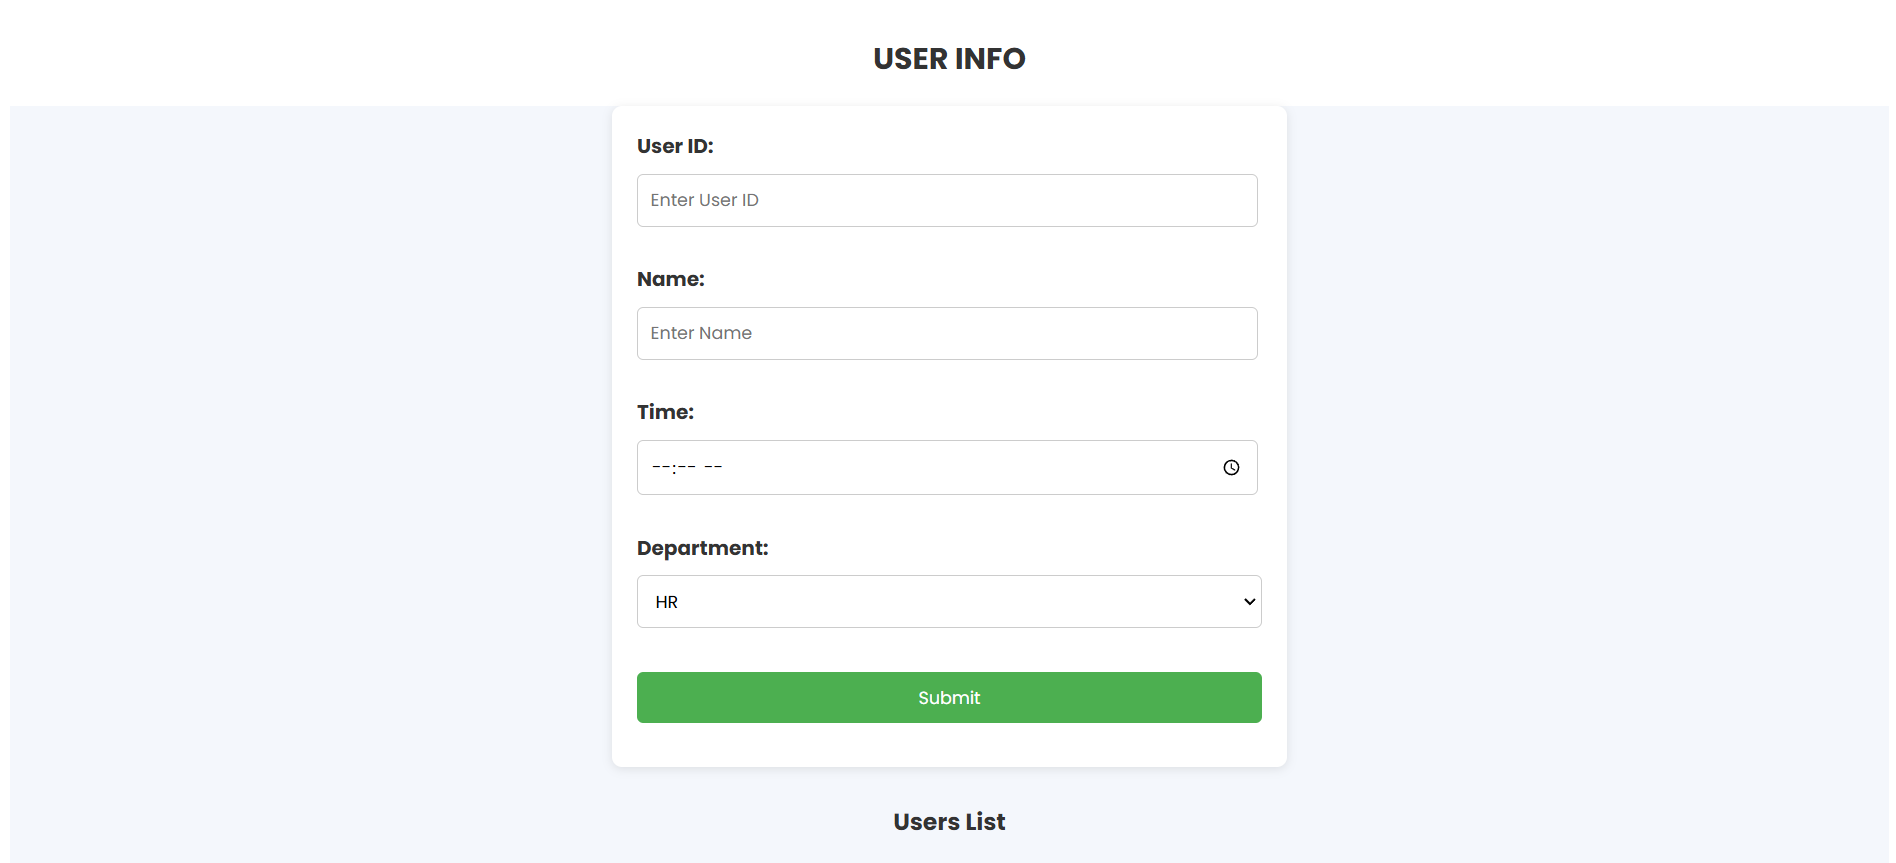 USER INFO
User ID:
Enter User ID
Name:
Enter Name
Time:
--:-- --
Department:
HR
Submit
Users List